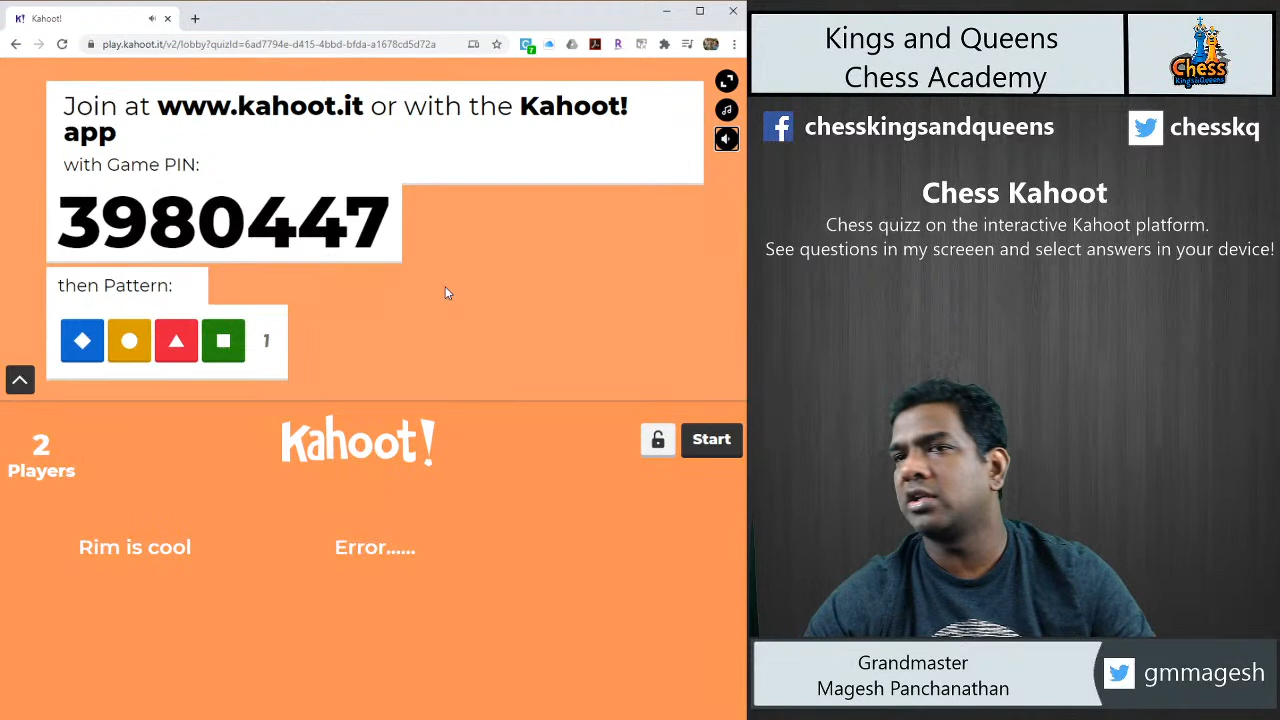 Kahoot!
play.kahoot.it/v2/lobby?quizId=6ad7794e-d415-4bbd-bfda-a1678cd5d72a
7
R
Join at www.kahoot.it or with the Kahoot!
app
with Game PIN:
3980447
then Pattern:
1
2
Players
Kahoot!
Start
Rim is cool
Error......
Kings and Queens
Chess Academy
Chess
Kings&Queens
chesskingsandqueens
chesskq
Chess Kahoot
Chess quizz on the interactive Kahoot platform.
See questions in my screeen and select answers in your device!
Grandmaster
Magesh Panchanathan
gmmagesh